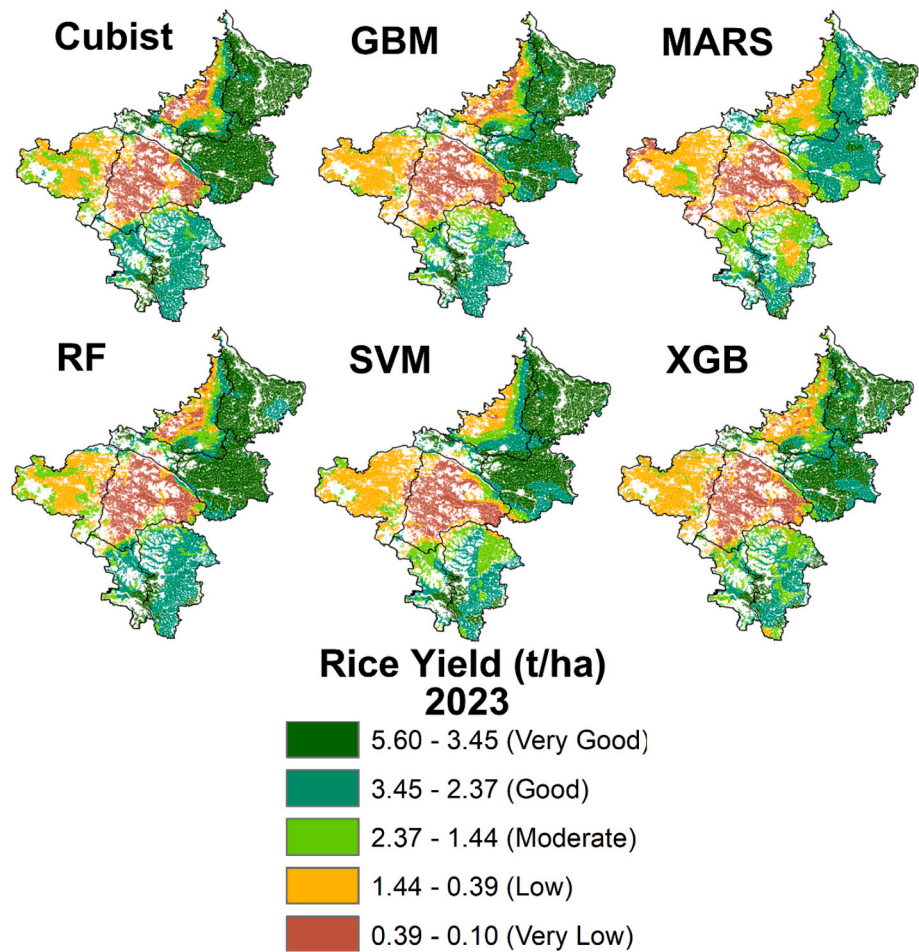 Cubist
GBM
MARS
RF
SVM
XGB
Rice Yield (t/ha)
2023
5.60 - 3.45 (Very Good)
3.45 - 2.37 (Good)
2.37 - 1.44 (Moderate)
1.44 - 0.39 (Low)
0.39 - 0.10 (Very Low)